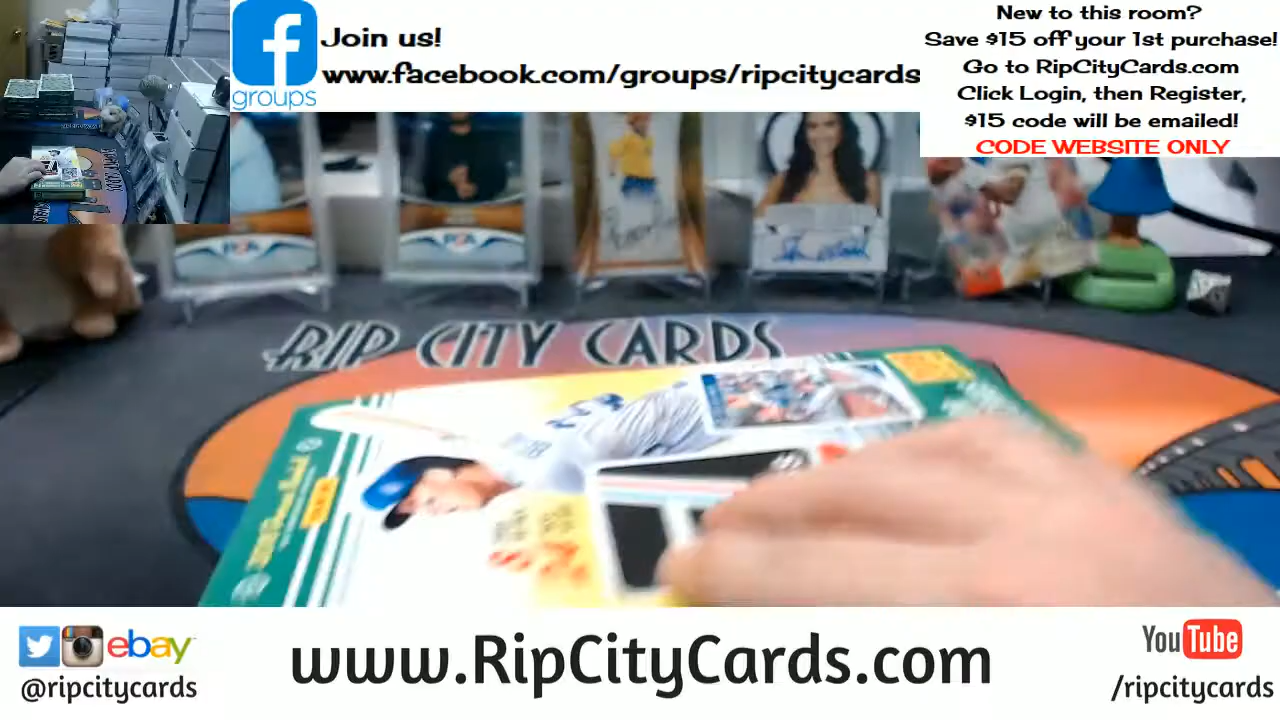 Join us!
www.facebook.com/groups/ripcitycards
groups
New to this room?
Save $15 off your 1st purchase!
Go to RipCityCards.com
Click Login, then Register,
$15 code will be emailed!
CODE WEBSITE ONLY
PSA
PSA
RIP CITY CARDS
ebay
@ripcitycards
www.RipCityCards.com
YouTube
/ripcitycards